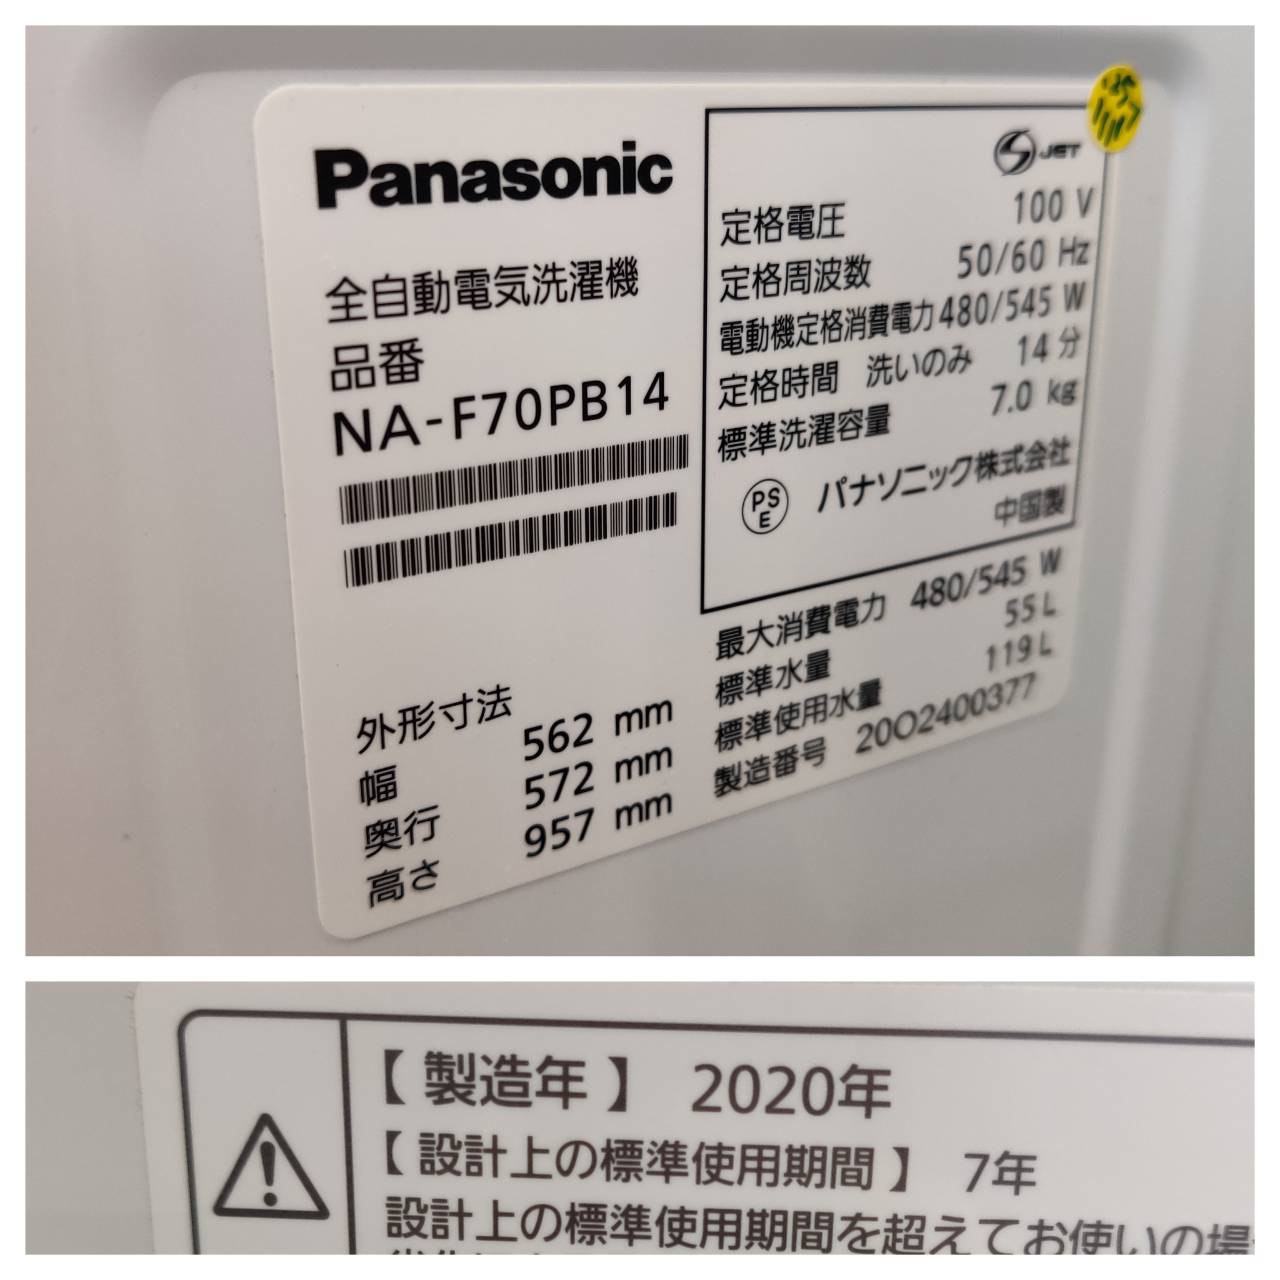 Panasonic
全自動電気洗濯機
品番
NA-F70PB14
外形寸法
幅 562 mm
奥行 572 mm
高さ 957 mm
JET
定格電圧 100 V
定格周波数 50/60 Hz
電動機定格消費電力 480/545 W
定格時間 洗いのみ 14 分
標準洗濯容量 7.0 kg
PS
E
パナソニック株式会社
中国製
最大消費電力 480/545 W
標準水量 55 L
標準使用水量 119 L
製造番号 20O2400377
【 製造年 】 2020年
【 設計上の標準使用期間 】 7年
設計上の標準使用期間を超えてお使いの場